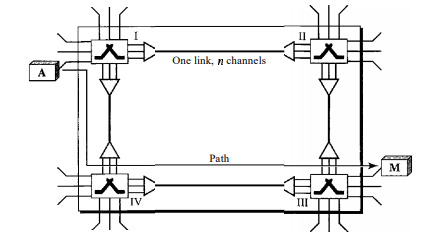 I
II
A
One link, n channels
Path
M
IV
III